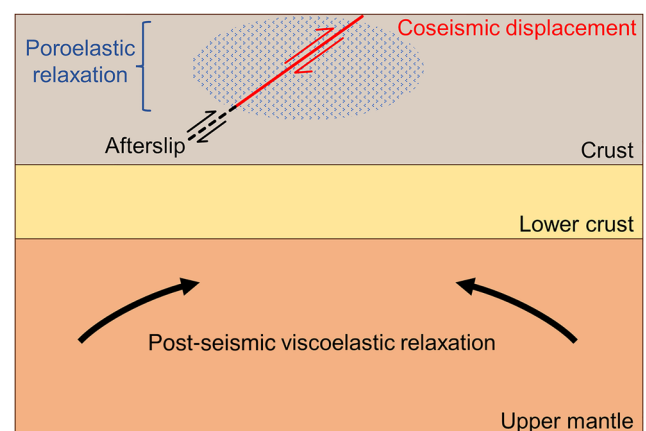 Coseismic displacement
Poroelastic
relaxation
Afterslip
Crust
Lower crust
Post-seismic viscoelastic relaxation
Upper mantle